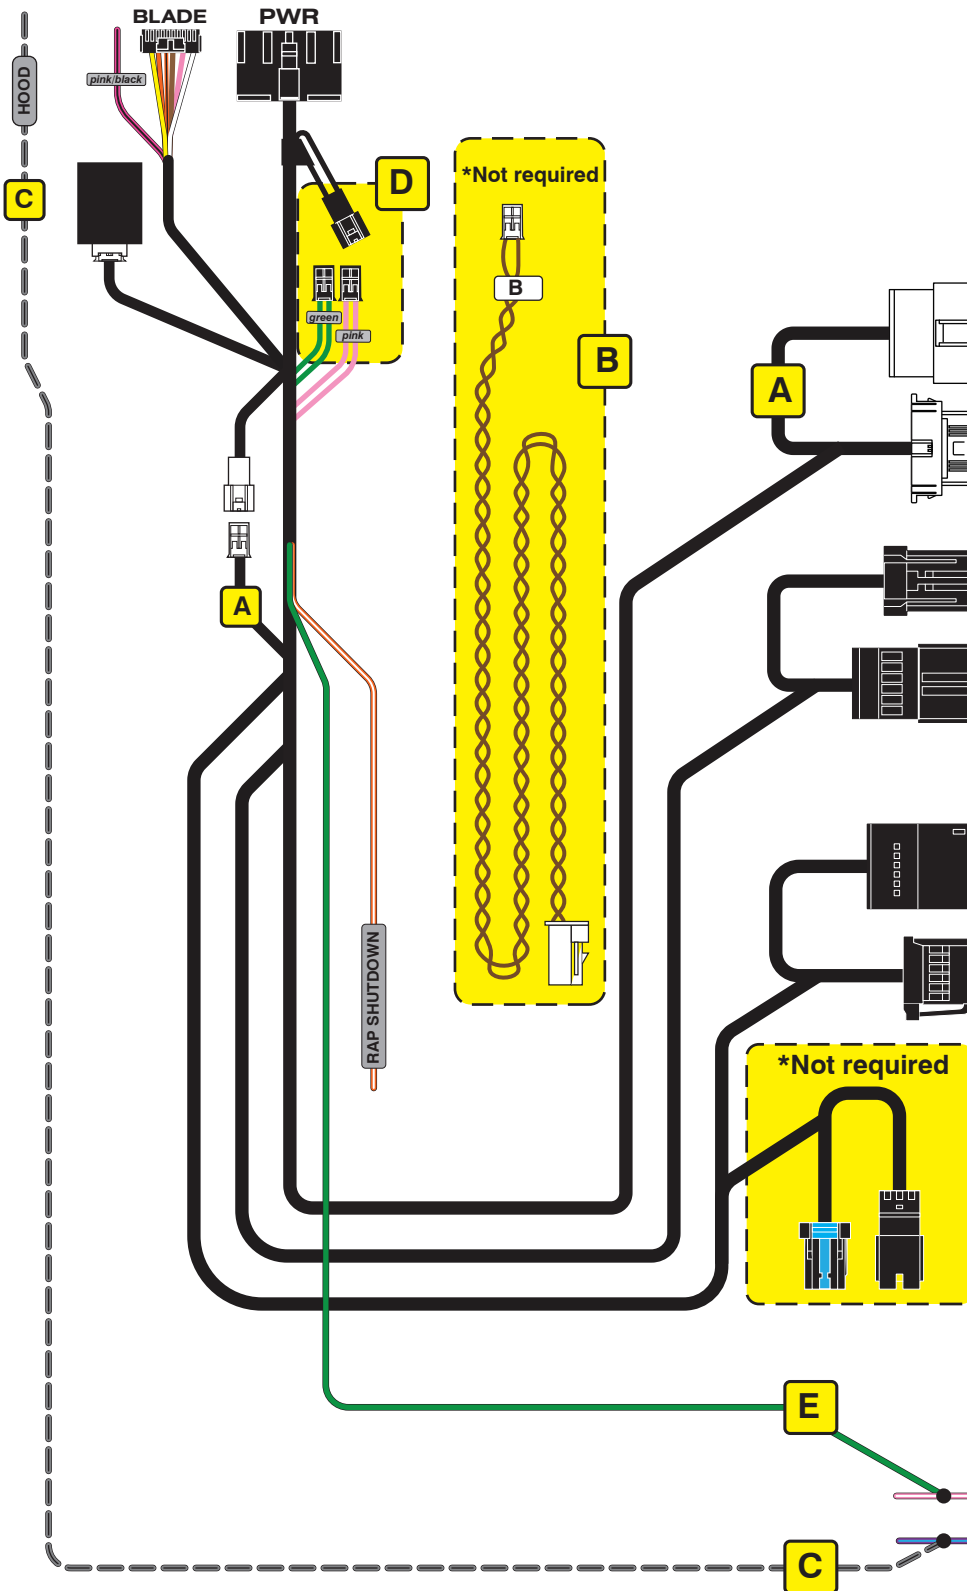 BLADE
PWR
HOOD
pink/black
C
D
*Not required
B
green
pink
B
A
A
RAP SHUTDOWN
*Not required
E
C